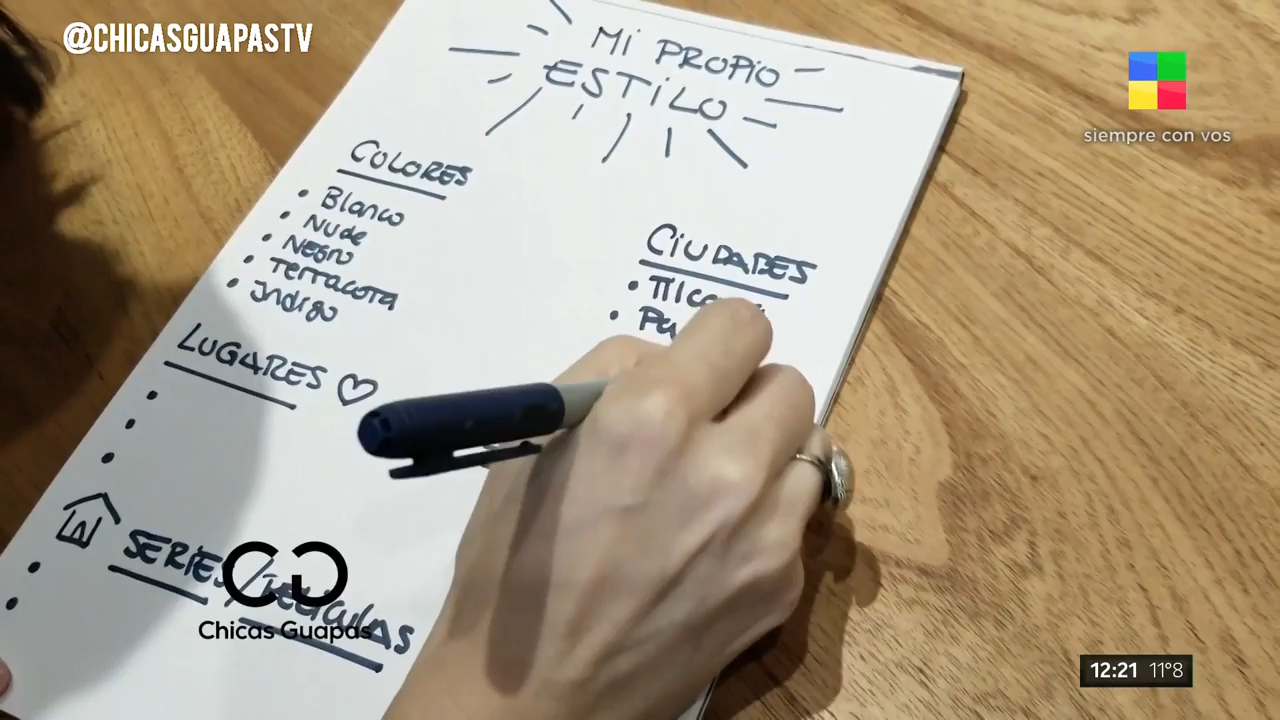 @CHICASGUAPASTV
siempre con vos
Mi PROPiO
ESTiLO
COLORES
• Blanco
• Nude
• NEGRO
• Terracota
• Indigo
CiUDADES
LUGARES ♡
SERiES/PELiCULAS
Chicas Guapas
12:21 11°8